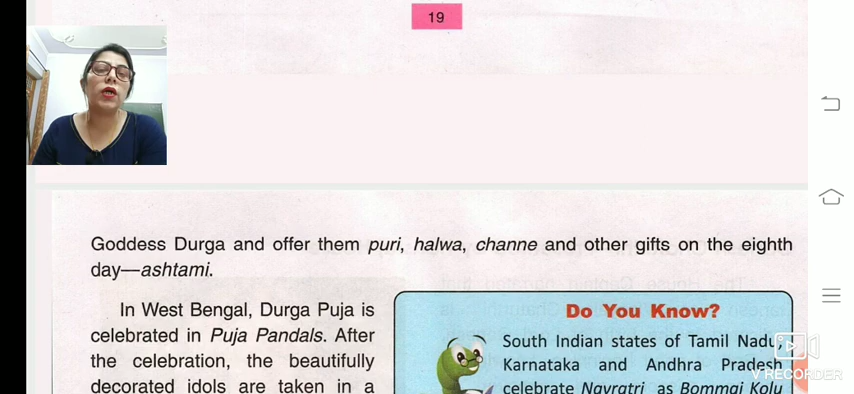 19
Goddess Durga and offer them puri, halwa, channe and other gifts on the eighth
day—ashtami.
In West Bengal, Durga Puja is
celebrated in Puja Pandals. After
the celebration, the beautifully
decorated idols are taken in a
Do You Know?
South Indian states of Tamil Nadu,
Karnataka and Andhra Pradesh
celebrate Navratri as Bommai Kolu
V RECORDER